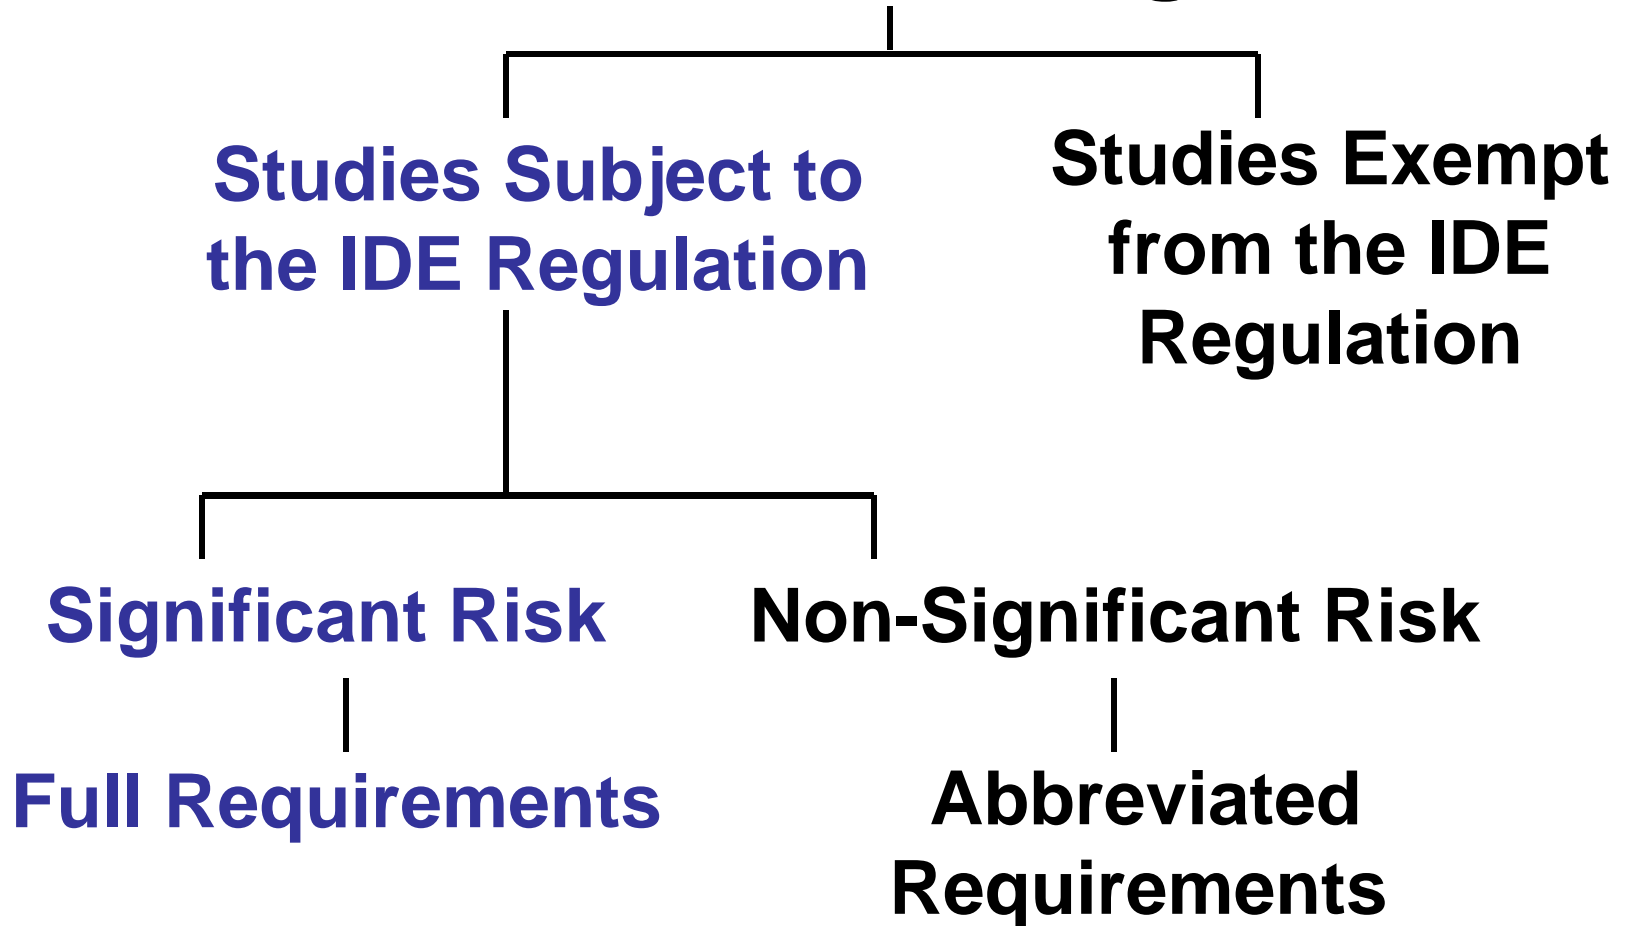 Studies Subject to
the IDE Regulation
Studies Exempt
from the IDE
Regulation
Significant Risk
Non-Significant Risk
Full Requirements
Abbreviated
Requirements